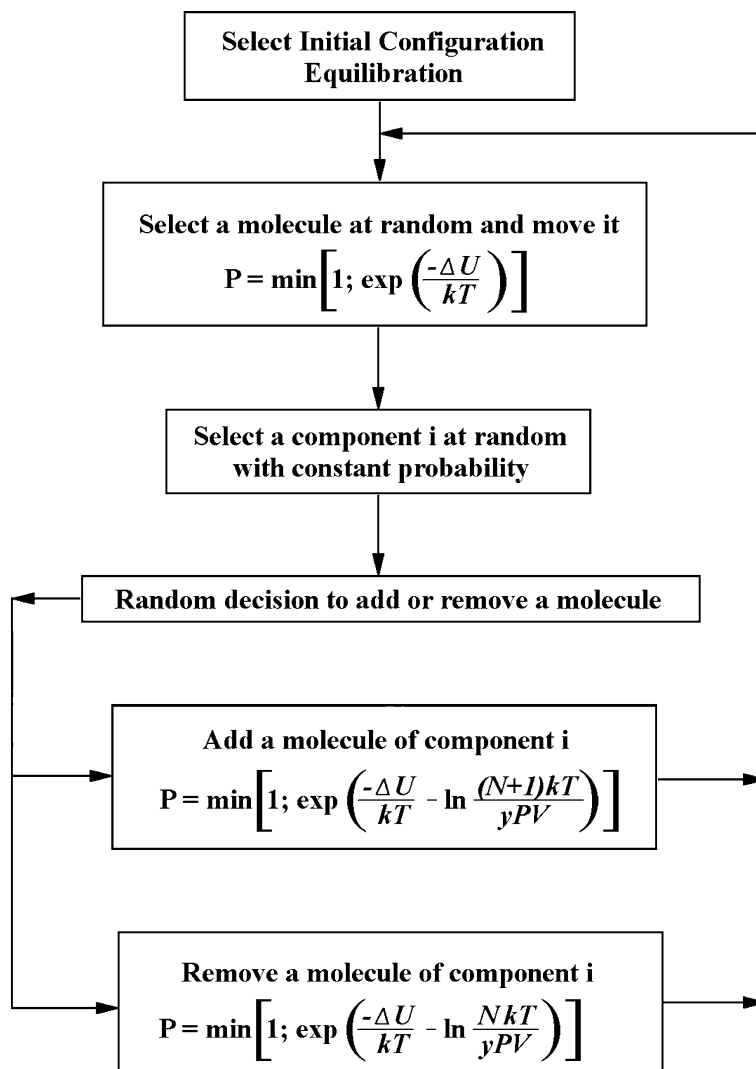 Select Initial Configuration
Equilibration
Select a molecule at random and move it
P = min[1; exp(-ΔU/kT)]
Select a component i at random
with constant probability
Random decision to add or remove a molecule
Add a molecule of component i
P = min[1; exp(-ΔU/kT - ln (N+1)kT/yPV)]
Remove a molecule of component i
P = min[1; exp(-ΔU/kT - ln NkT/yPV)]